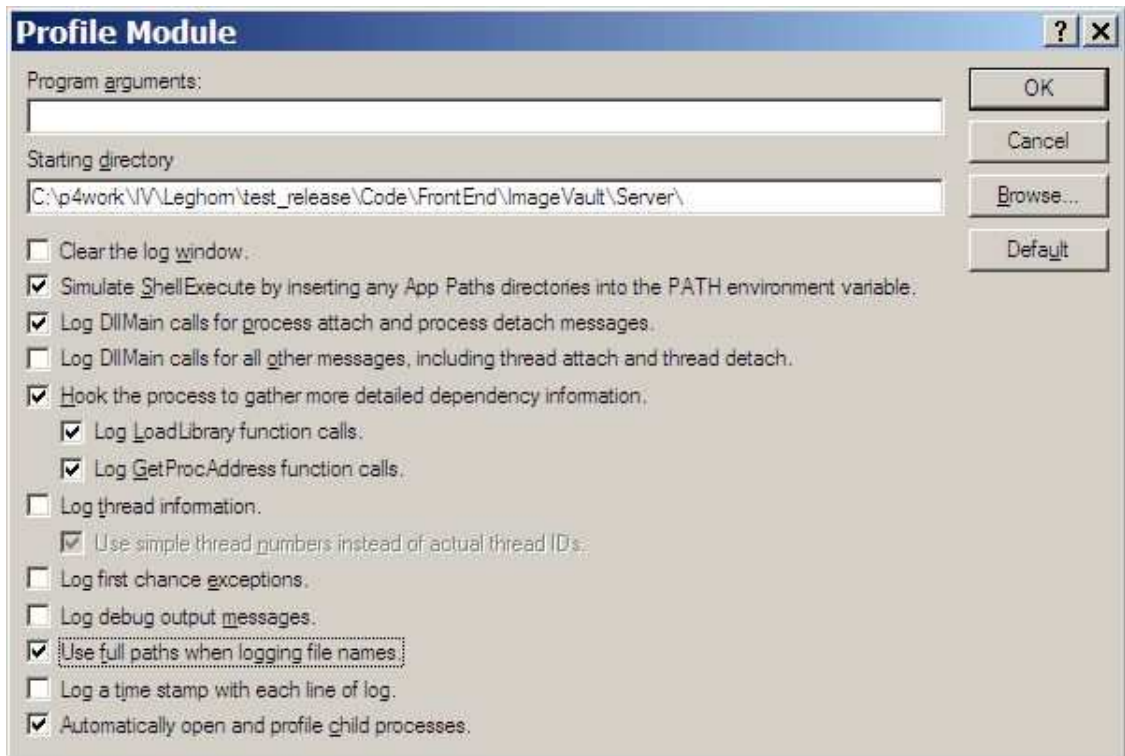 Profile Module
Program arguments:
OK
Cancel
Starting directory
C:\p4work\IV\Leghorn\test_release\Code\FrontEnd\ImageVault\Server\
Browse...
Default
Clear the log window.
Simulate ShellExecute by inserting any App Paths directories into the PATH environment variable.
Log DllMain calls for process attach and process detach messages.
Log DllMain calls for all other messages, including thread attach and thread detach.
Hook the process to gather more detailed dependency information.
Log LoadLibrary function calls.
Log GetProcAddress function calls.
Log thread information.
Use simple thread numbers instead of actual thread IDs.
Log first chance exceptions.
Log debug output messages.
Use full paths when logging file names.
Log a time stamp with each line of log.
Automatically open and profile child processes.